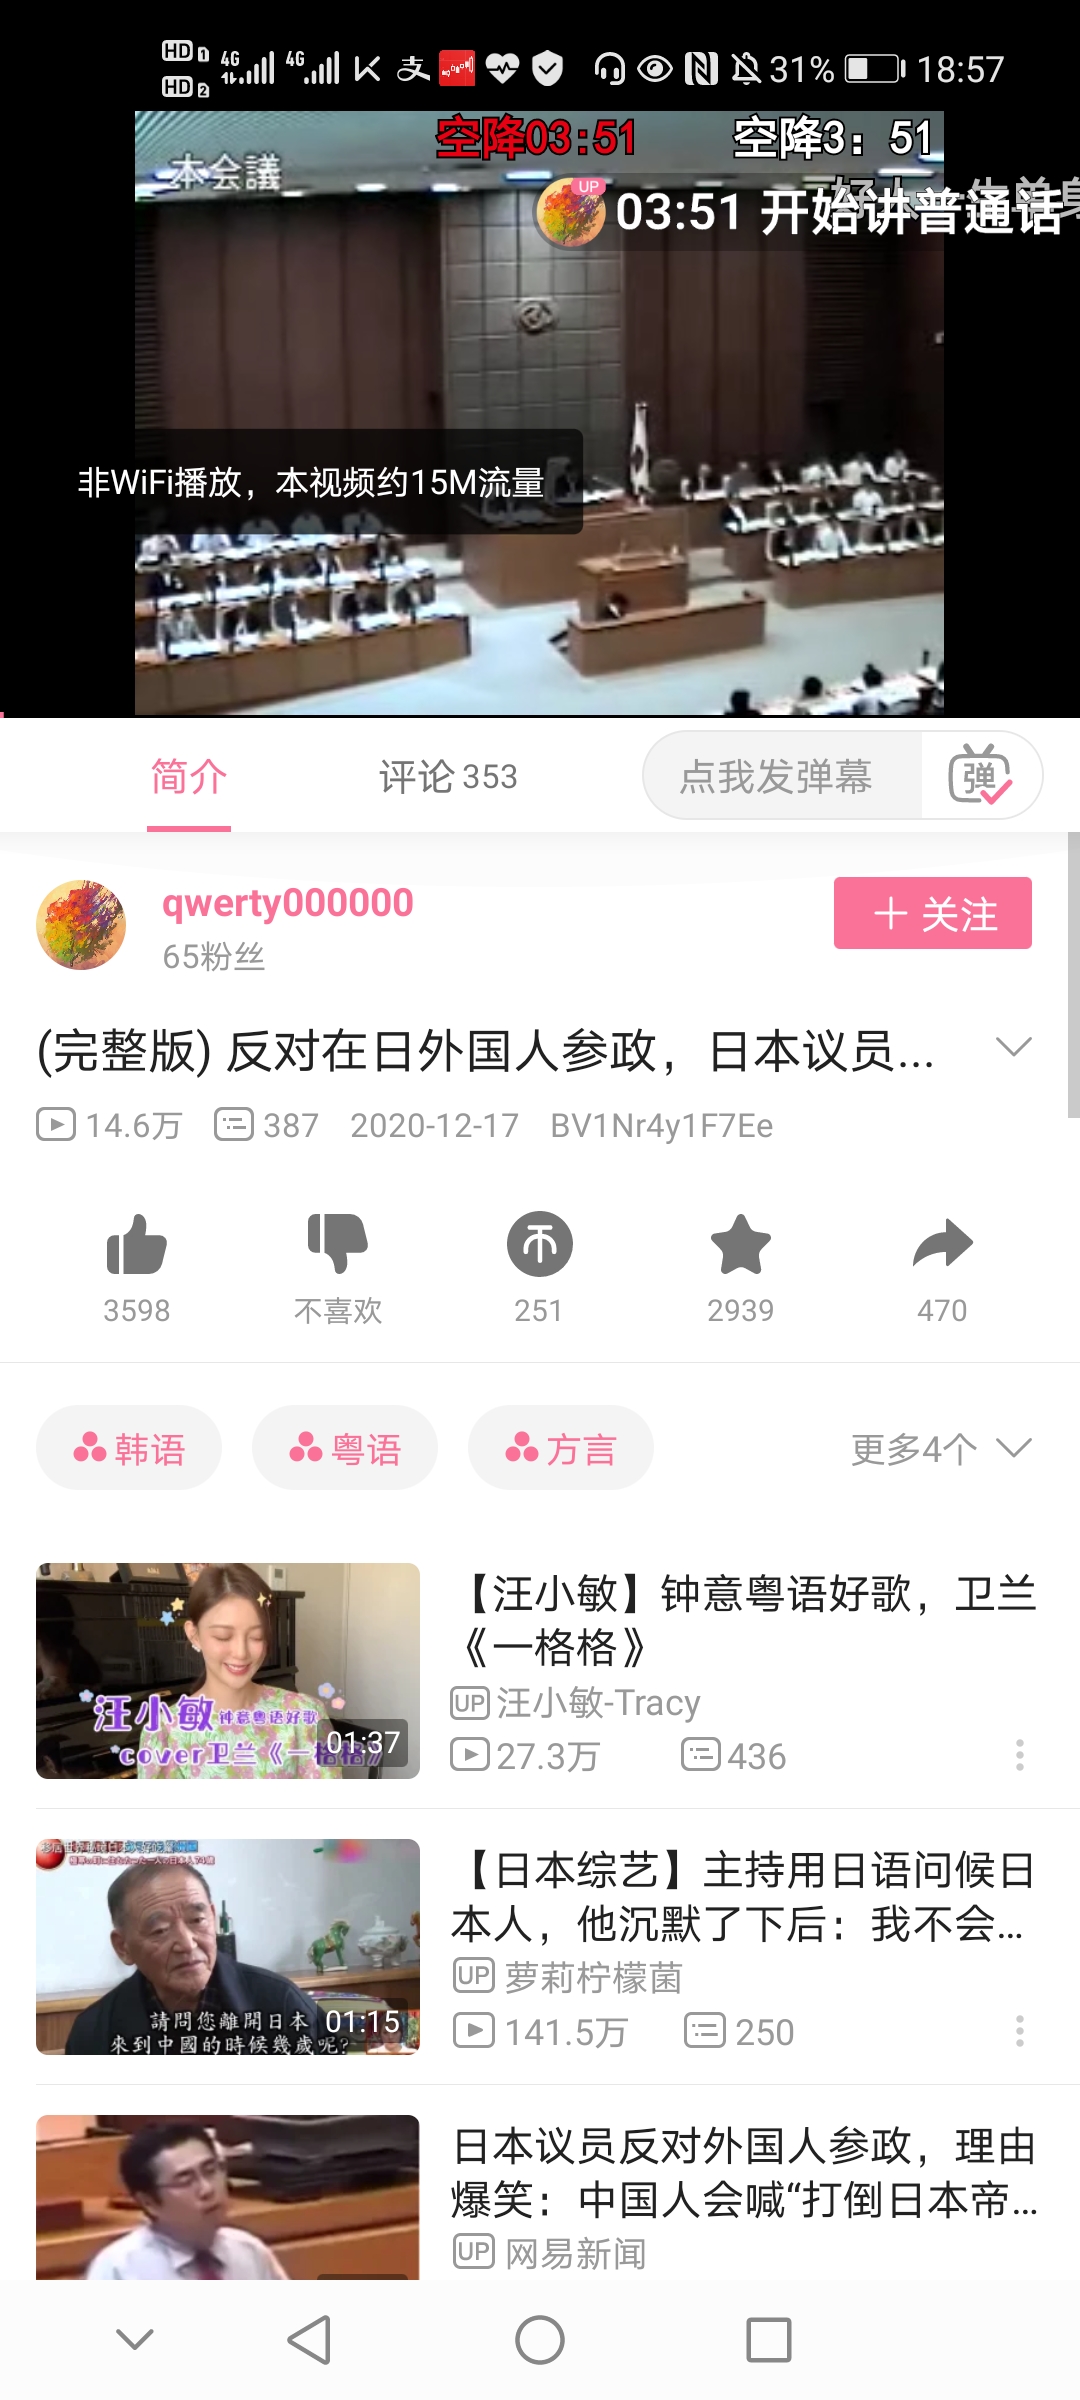 HD 1 4G 4G 支 31% 18:57
HD 2
空降03:51 空降3：51
本会議
UP 03:51 开始讲普通话
非WiFi播放，本视频约15M流量
简介 评论 353 点我发弹幕 弹
qwerty000000
65粉丝
关注
(完整版) 反对在日外国人参政，日本议员...
14.6万 387 2020-12-17 BV1Nr4y1F7Ee
3598 不喜欢 251 2939 470
韩语 粤语 方言 更多4个
【汪小敏】钟意粤语好歌，卫兰
《一格格》
UP 汪小敏-Tracy
27.3万 436
汪小敏 钟意粤语好歌
cover卫兰《一格格》
01:37
【日本综艺】主持用日语问候日
本人，他沉默了下后：我不会...
UP 萝莉柠檬菌
141.5万 250
請問您離開日本
來到中國的時候幾歲呢?
01:15
日本议员反对外国人参政，理由
爆笑：中国人会喊“打倒日本帝...
UP 网易新闻